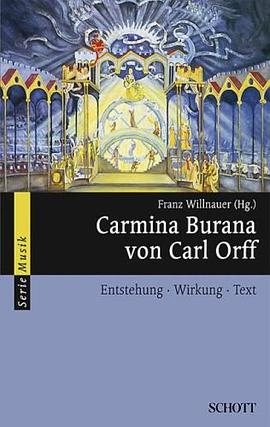 Franz Willnauer (Hg.)
Carmina Burana
von Carl Orff
Entstehung · Wirkung · Text
Serie Musik
SCHOTT